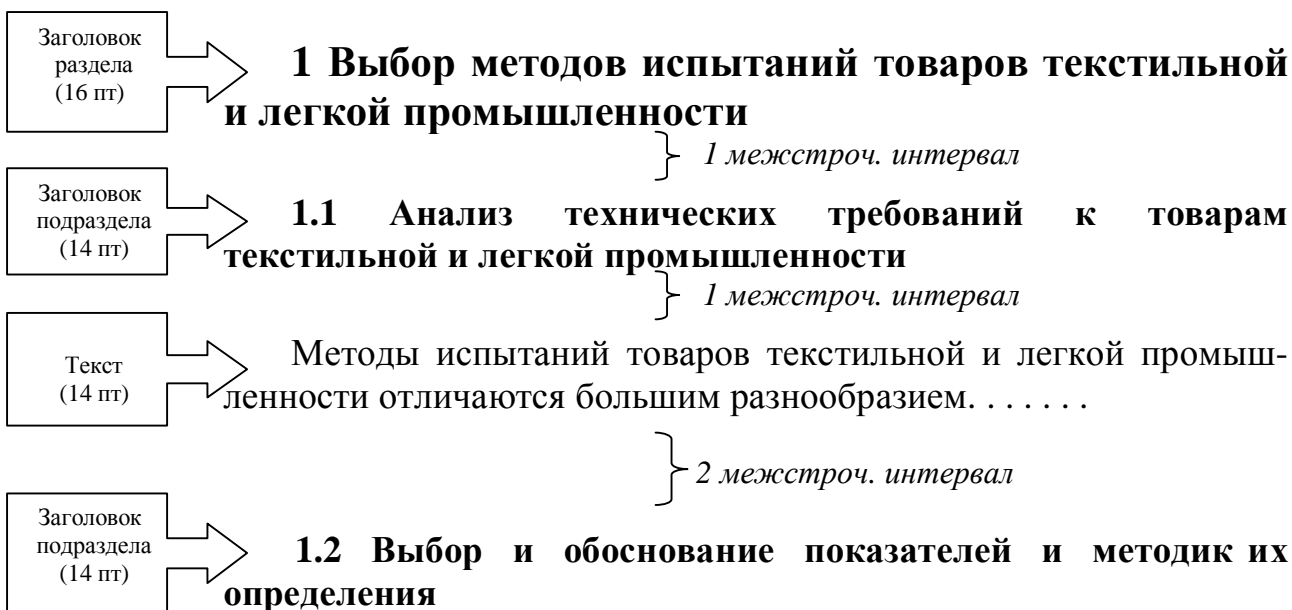 Заголовок
раздела
(16 пт)
1 Выбор методов испытаний товаров текстильной
и легкой промышленности
1 межстроч. интервал
Заголовок
подраздела
(14 пт)
1.1 Анализ технических требований к товарам
текстильной и легкой промышленности
1 межстроч. интервал
Текст
(14 пт)
Методы испытаний товаров текстильной и легкой промыш-
ленности отличаются большим разнообразием. . . . . . .
2 межстроч. интервал
Заголовок
подраздела
(14 пт)
1.2 Выбор и обоснование показателей и методик их
определения